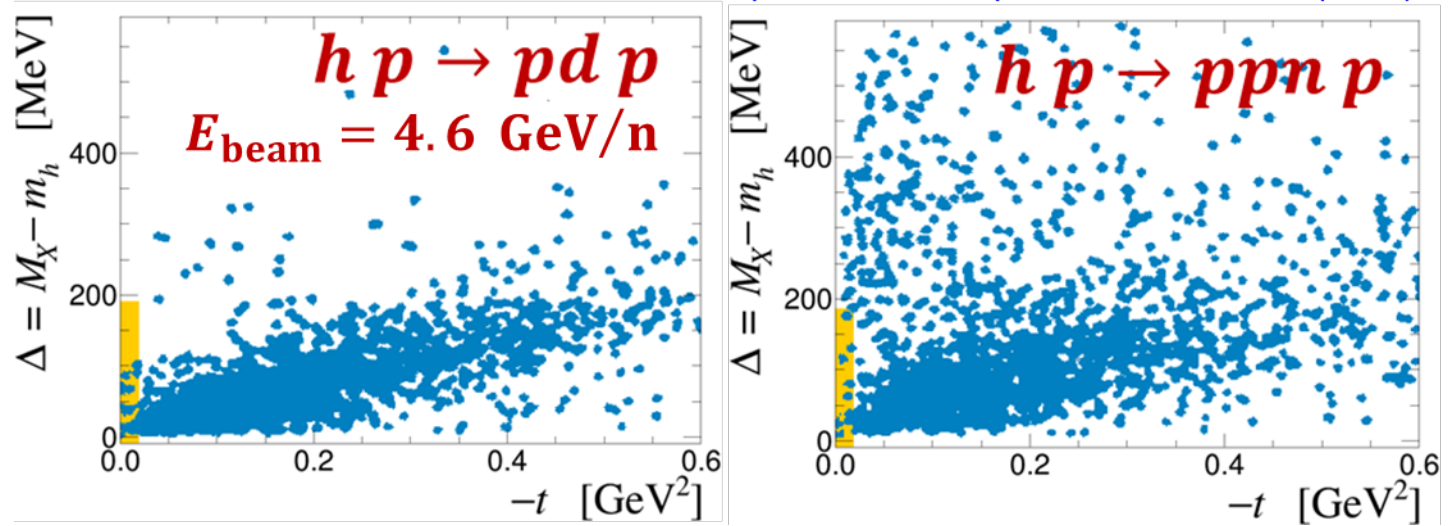 h p → pd p
E_beam = 4.6 GeV/n
Δ = M_X − m_h [MeV]
400
200
0
0.0 0.2 0.4 0.6
−t [GeV²]
h p → ppn p
Δ = M_X − m_h [MeV]
400
200
0
0.0 0.2 0.4 0.6
−t [GeV²]